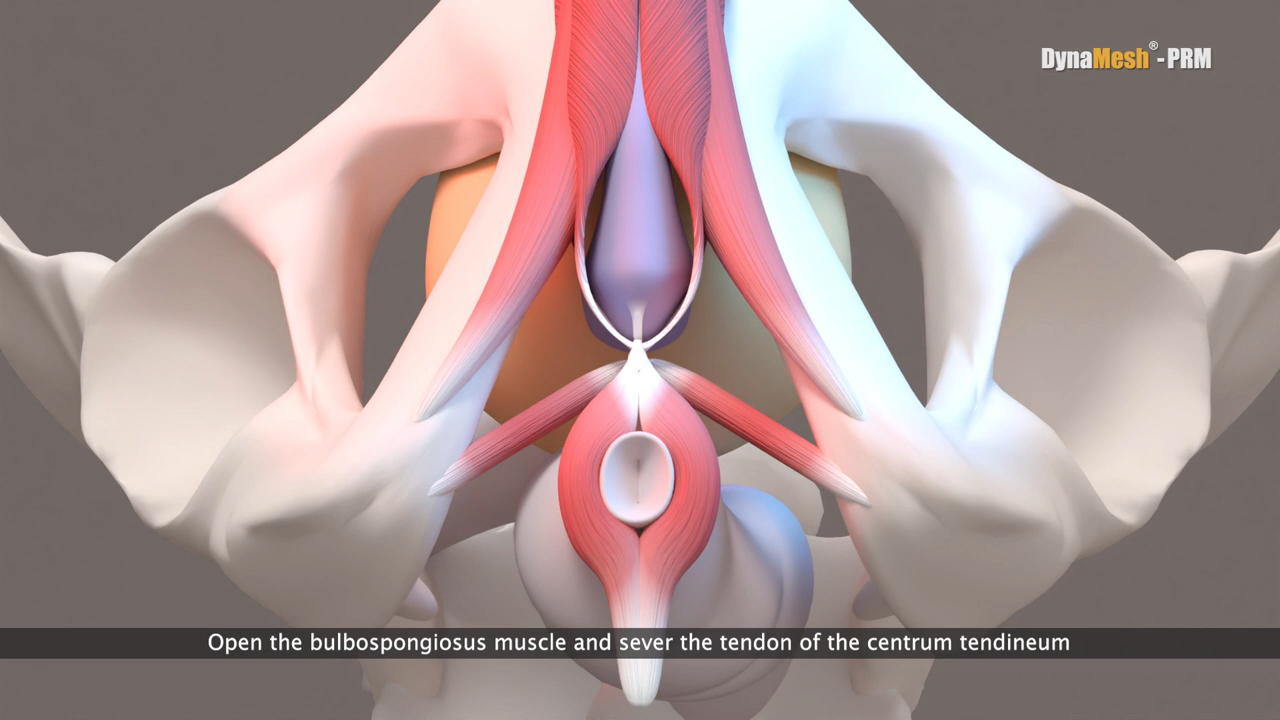 DynaMesh®-PRM
Open the bulbospongiosus muscle and sever the tendon of the centrum tendineum